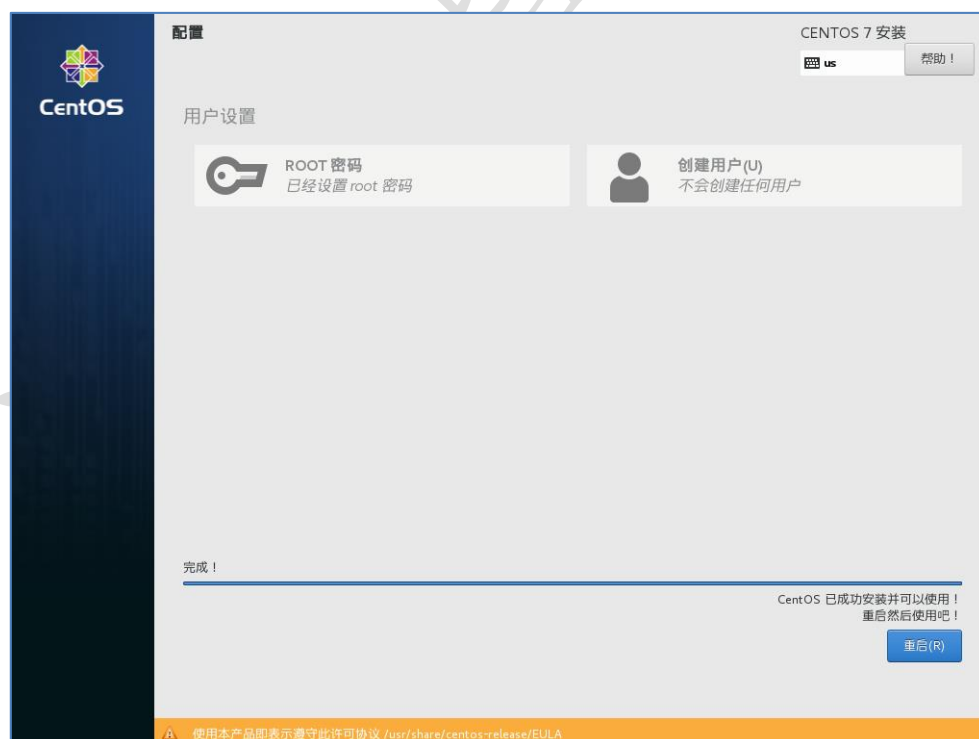 配置
CENTOS 7 安装
us
帮助！
CentOS
用户设置
ROOT 密码
已经设置 root 密码
创建用户(U)
不会创建任何用户
完成！
CentOS 已成功安装并可以使用！
重启然后使用吧！
重启(R)
使用本产品即表示遵守此许可协议 /usr/share/centos-release/EULA